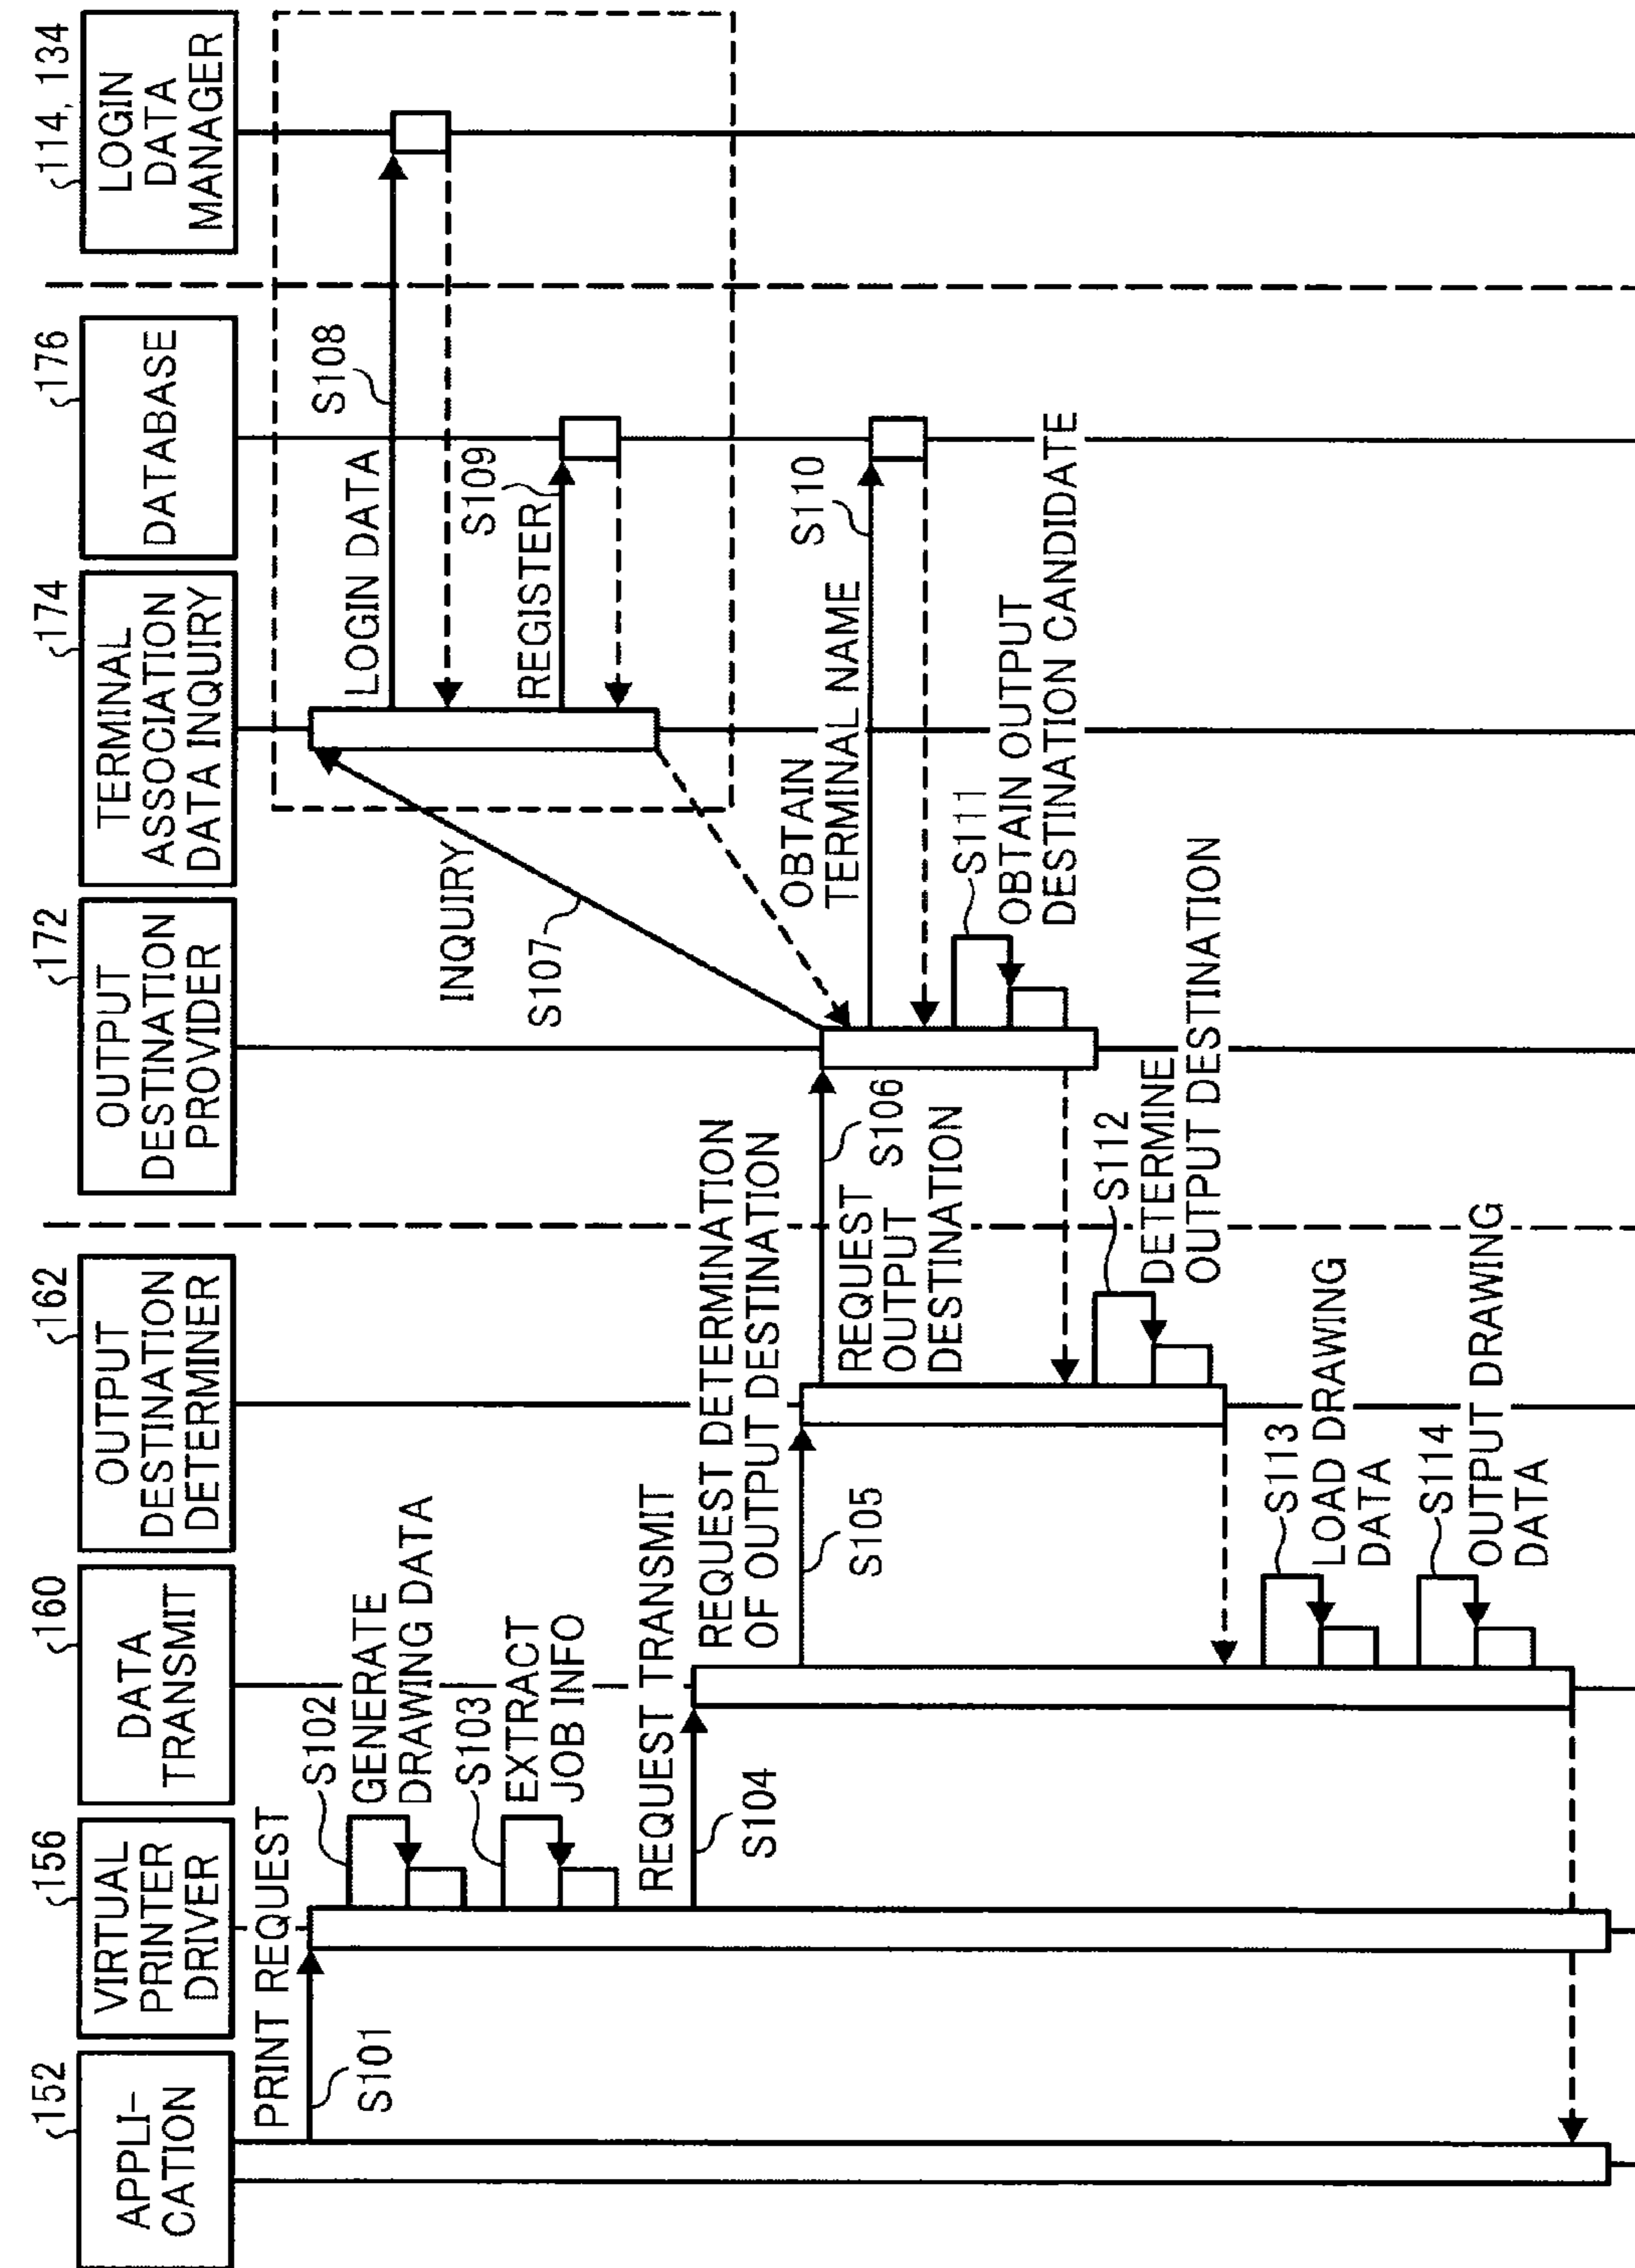 152
APPLI-
CATION
156
VIRTUAL
PRINTER
DRIVER
160
DATA
TRANSMIT
162
OUTPUT
DESTINATION
DETERMINER
172
OUTPUT
DESTINATION
PROVIDER
174
TERMINAL
ASSOCIATION
DATA INQUIRY
176
DATABASE
114, 134
LOGIN
DATA
MANAGER
PRINT REQUEST
S101
S102
GENERATE
DRAWING DATA
S103
EXTRACT
JOB INFO
REQUEST TRANSMIT
S104
REQUEST DETERMINATION
OF OUTPUT DESTINATION
S105
REQUEST
OUTPUT
DESTINATION
S106
INQUIRY
S107
LOGIN DATA
S108
REGISTER
S109
OBTAIN
TERMINAL NAME
S110
S111
OBTAIN OUTPUT
DESTINATION CANDIDATE
S112
DETERMINE
OUTPUT DESTINATION
S113
LOAD DRAWING
DATA
S114
OUTPUT DRAWING
DATA